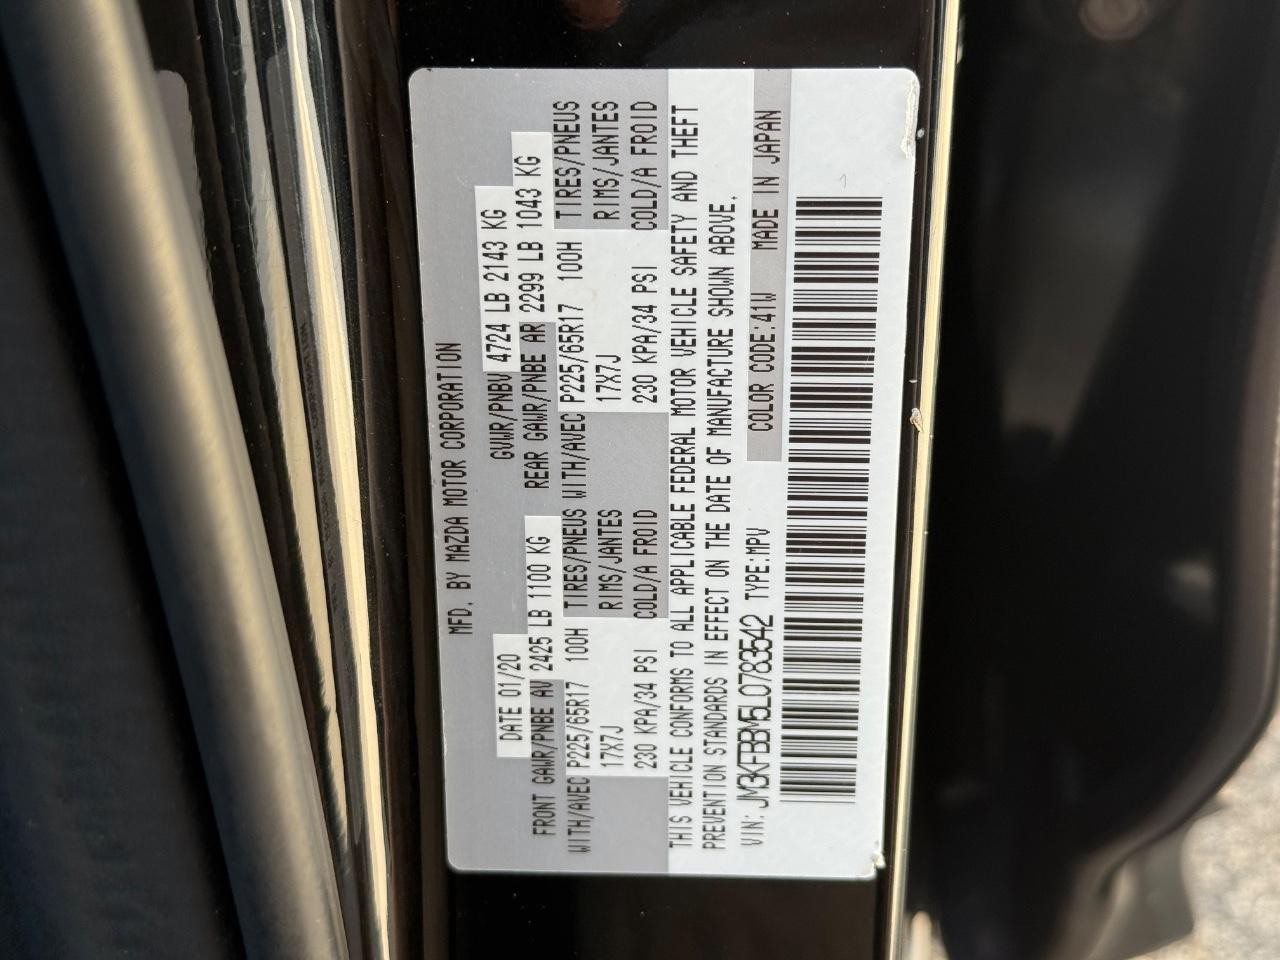 MFD. BY MAZDA MOTOR CORPORATION
DATE 01/20 GVWR/PNBV 4724 LB 2143 KG
FRONT GAWR/PNBE AV 2425 LB 1100 KG REAR GAWR/PNBE AR 2299 LB 1043 KG
WITH/AVEC P225/65R17 100H TIRES/PNEUS WITH/AVEC P225/65R17 100H TIRES/PNEUS
17X7J RIMS/JANTES 17X7J RIMS/JANTES
230 KPA/34 PSI COLD/A FROID 230 KPA/34 PSI COLD/A FROID
THIS VEHICLE CONFORMS TO ALL APPLICABLE FEDERAL MOTOR VEHICLE SAFETY AND THEFT
PREVENTION STANDARDS IN EFFECT ON THE DATE OF MANUFACTURE SHOWN ABOVE.
VIN: JM3KFBBM5L0783542 TYPE:MPV COLOR CODE:41W MADE IN JAPAN